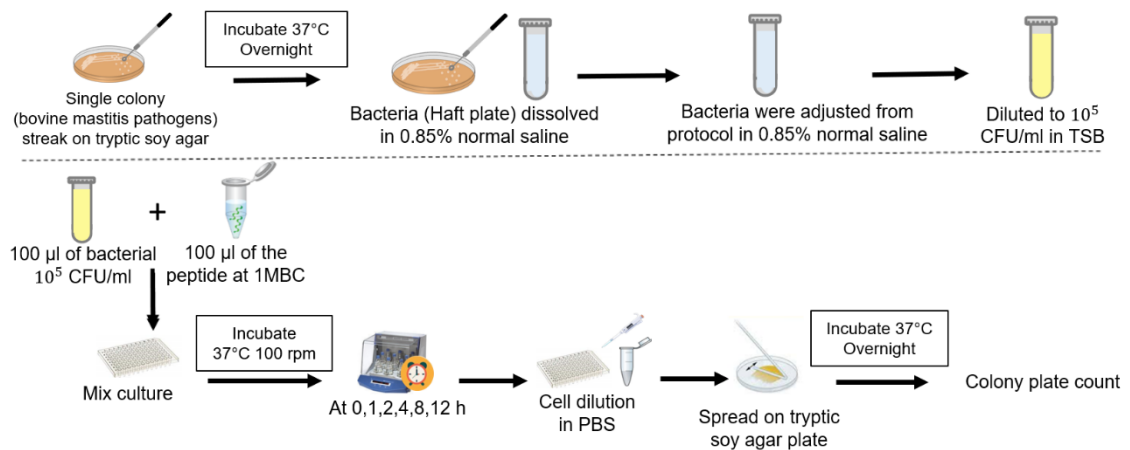 Incubate 37°C
Overnight
Single colony
(bovine mastitis pathogens)
streak on tryptic soy agar
Bacteria (Haft plate) dissolved
in 0.85% normal saline
Bacteria were adjusted from
protocol in 0.85% normal saline
Diluted to 10⁵
CFU/ml in TSB
+
100 µl of bacterial
10⁵ CFU/ml
100 µl of the
peptide at 1MBC
Mix culture
Incubate
37°C 100 rpm
At 0,1,2,4,8,12 h
Cell dilution
in PBS
Spread on tryptic
soy agar plate
Incubate 37°C
Overnight
Colony plate count